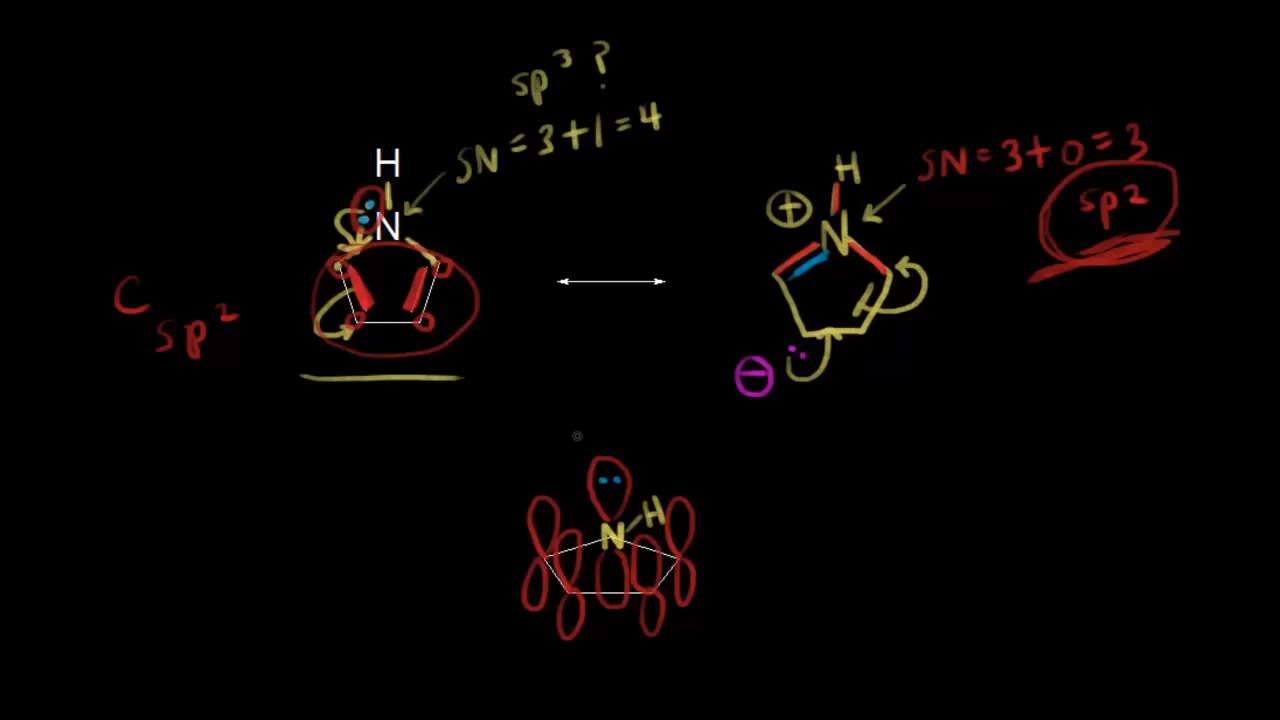 sp³ ?
SN = 3 + 1 = 4
H
N
C
sp²
SN = 3 + 0 = 3
sp²
H
+
N
−
N
H